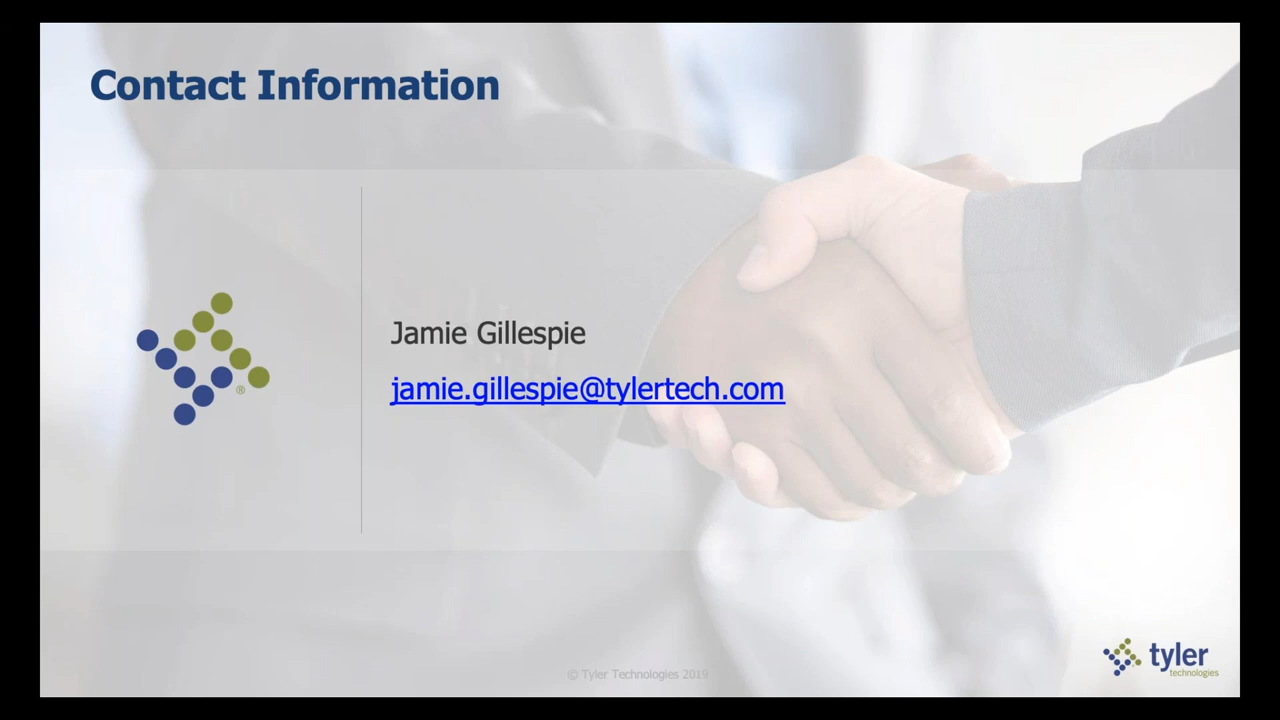 Contact Information
Jamie Gillespie
jamie.gillespie@tylertech.com
®
© Tyler Technologies 2019
tyler
technologies